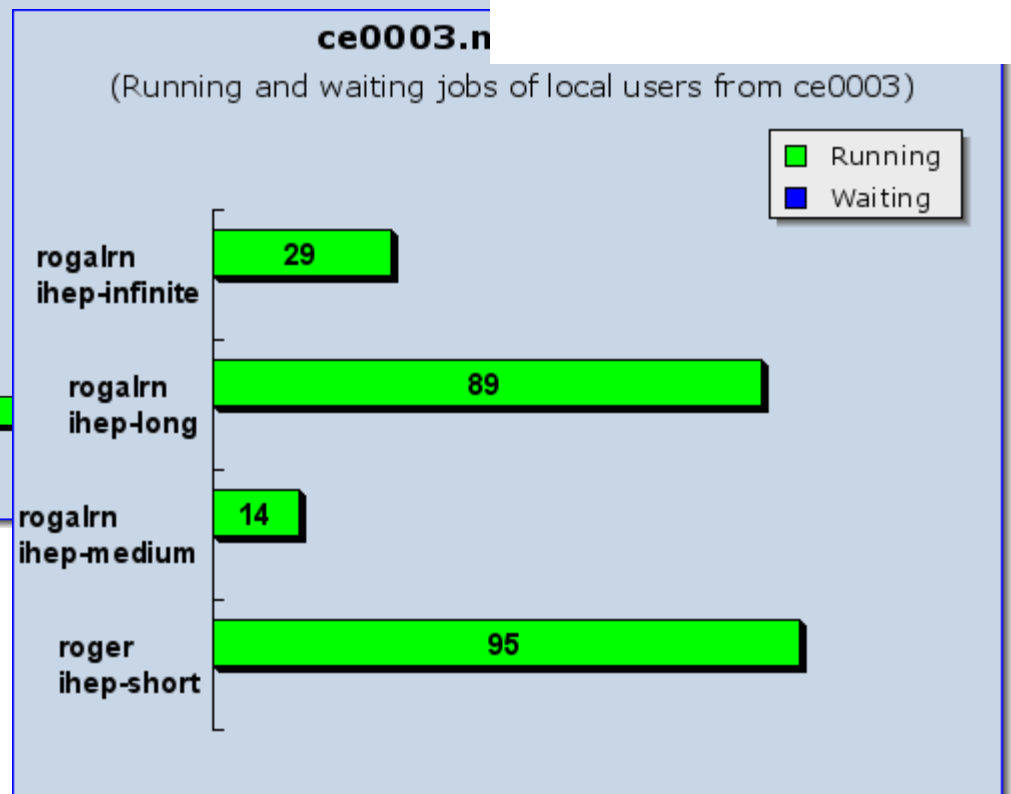 ce0003.n
(Running and waiting jobs of local users from ce0003)
Running
Waiting
rogalrn
ihep-infinite
29
rogalrn
ihep-long
89
rogalrn
ihep-medium
14
roger
ihep-short
95